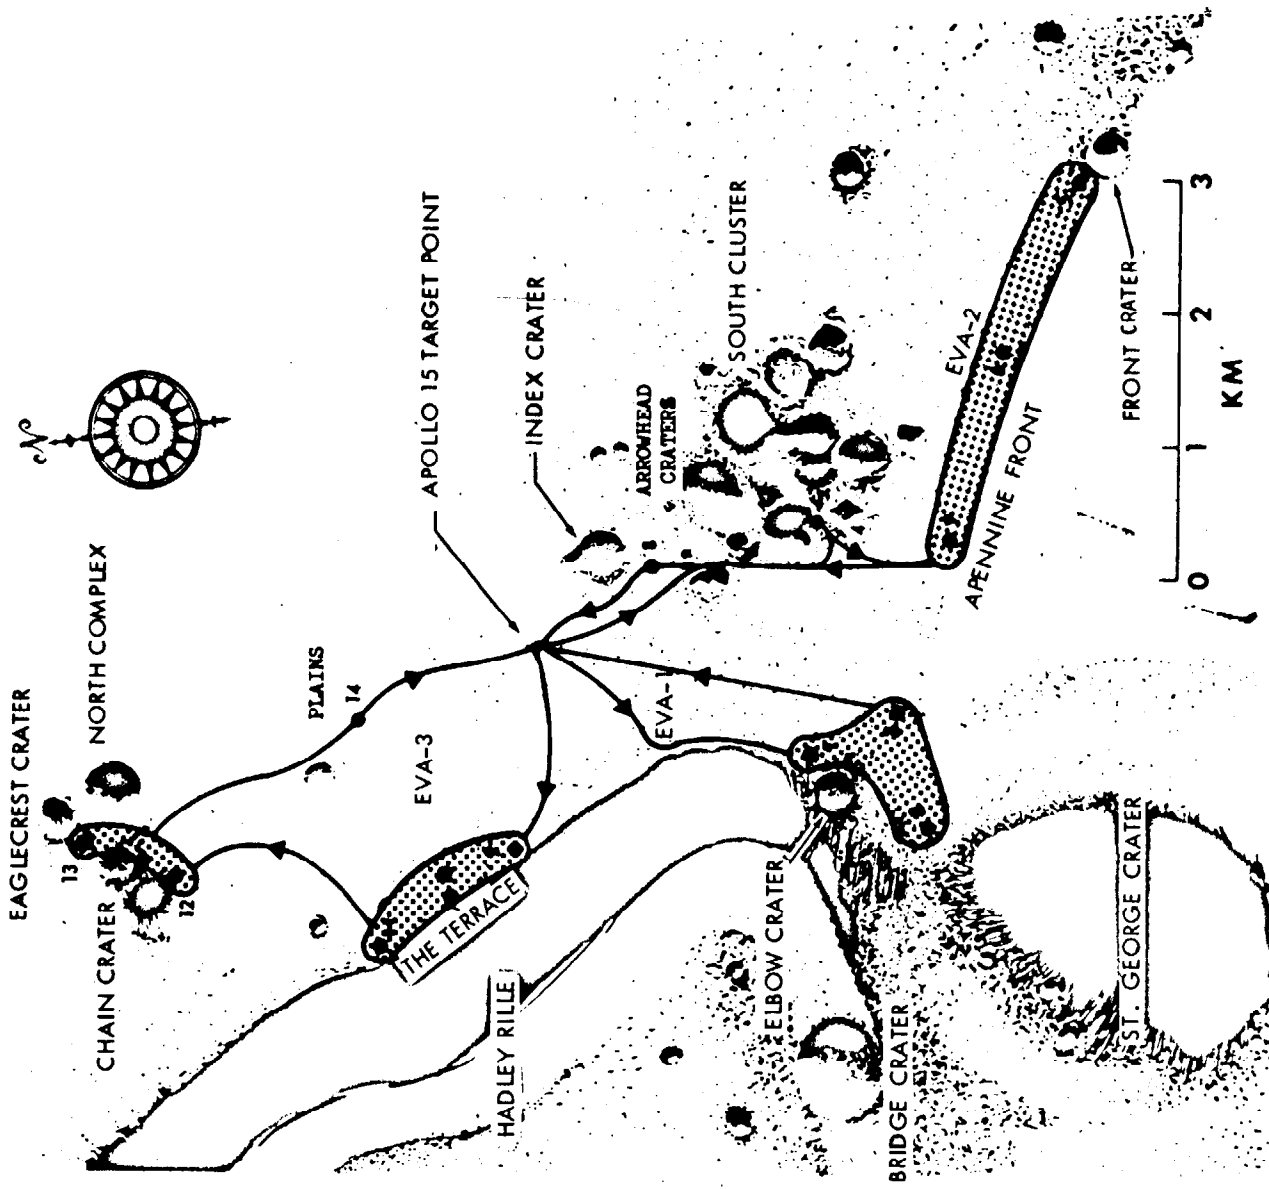 N
EAGLECREST CRATER
13
NORTH COMPLEX
CHAIN CRATER
12
PLAINS
14
EVA-3
APOLLO 15 TARGET POINT
INDEX CRATER
ARROWHEAD
CRATERS
8
SOUTH CLUSTER
THE TERRACE
HADLEY RILLE
EVA-1
ELBOW CRATER
BRIDGE CRATER
ST. GEORGE CRATER
EVA-2
APENNINE FRONT
FRONT CRATER
0
1
2
3
KM